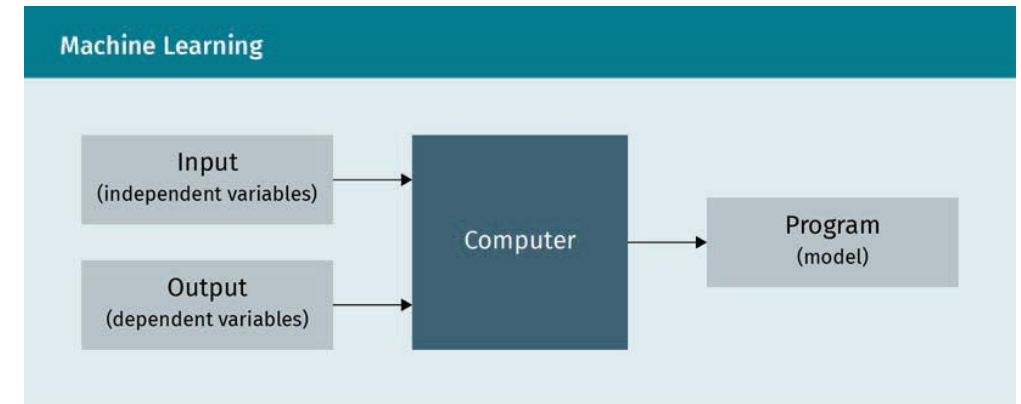 Machine Learning
Input
(independent variables)
Output
(dependent variables)
Computer
Program
(model)